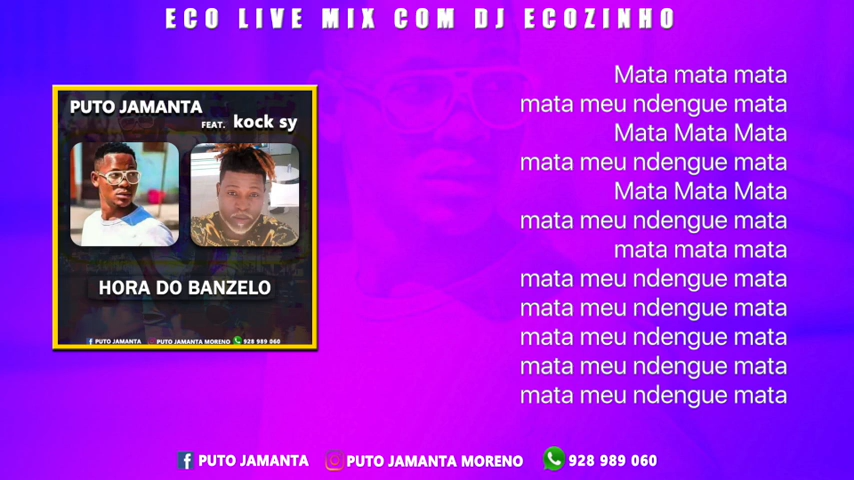 ECO LIVE MIX COM DJ ECOZINHO
PUTO JAMANTA
FEAT. kock sy
HORA DO BANZELO
PUTO JAMANTA PUTO JAMANTA MORENO 928 989 060
Mata mata mata
mata meu ndengue mata
Mata Mata Mata
mata meu ndengue mata
Mata Mata Mata
mata meu ndengue mata
mata mata mata
mata meu ndengue mata
mata meu ndengue mata
mata meu ndengue mata
mata meu ndengue mata
mata meu ndengue mata
PUTO JAMANTA PUTO JAMANTA MORENO 928 989 060